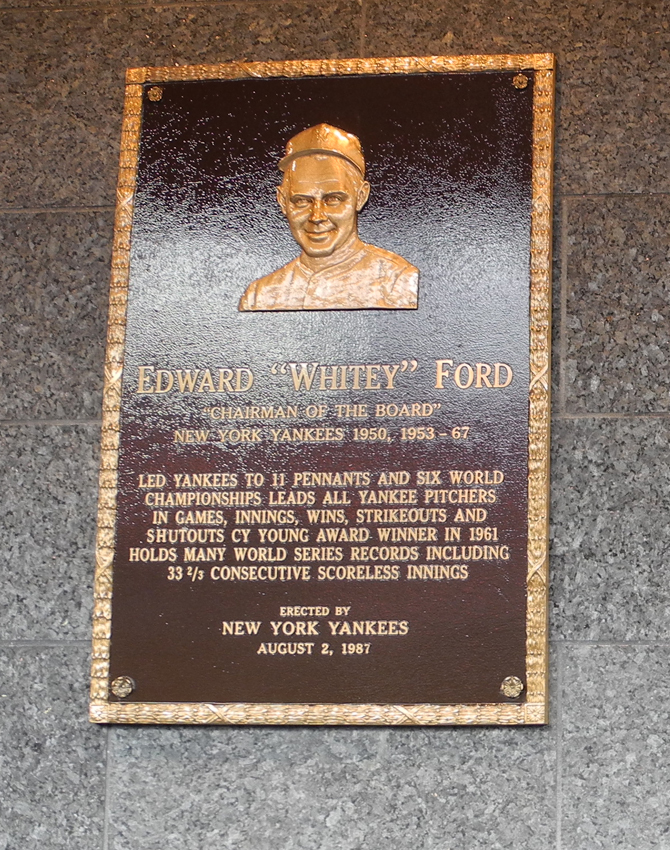 EDWARD "WHITEY" FORD
"CHAIRMAN OF THE BOARD"
NEW YORK YANKEES 1950, 1953 - 67
LED YANKEES TO 11 PENNANTS AND SIX WORLD
CHAMPIONSHIPS LEADS ALL YANKEE PITCHERS
IN GAMES, INNINGS, WINS, STRIKEOUTS AND
SHUTOUTS CY YOUNG AWARD WINNER IN 1961
HOLDS MANY WORLD SERIES RECORDS INCLUDING
33 2/3 CONSECUTIVE SCORELESS INNINGS
ERECTED BY
NEW YORK YANKEES
AUGUST 2, 1987